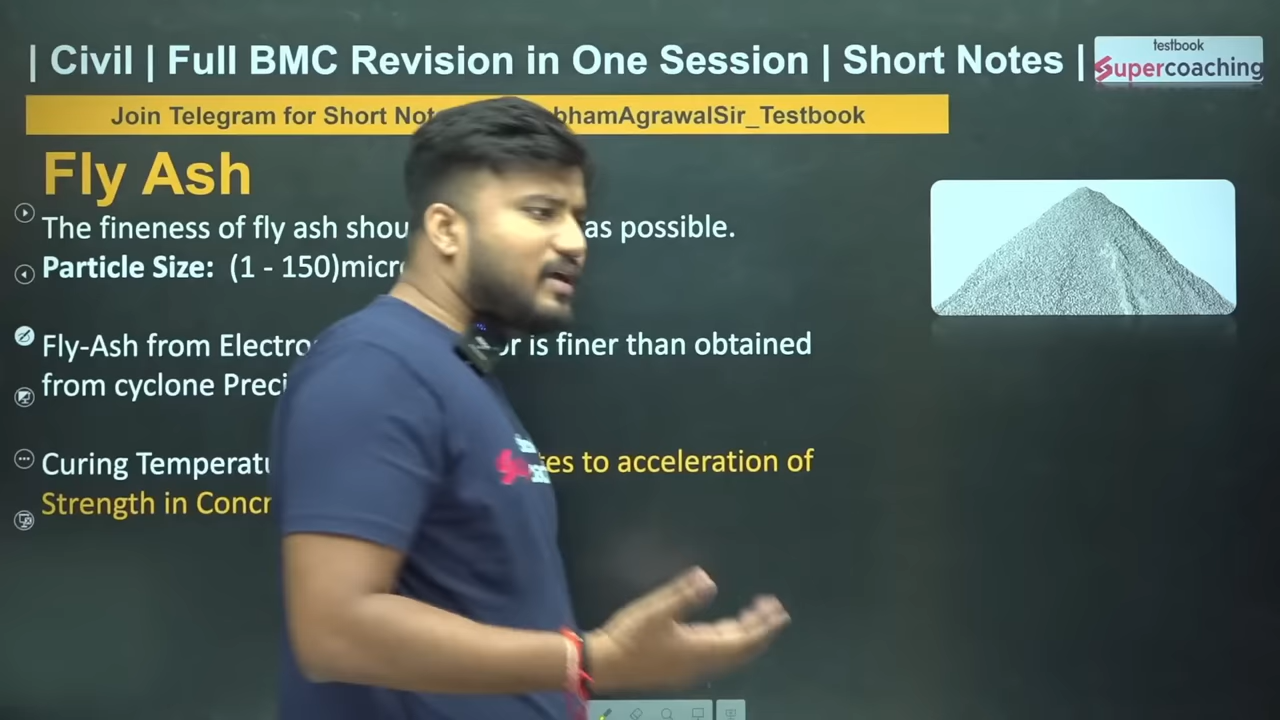 | Civil | Full BMC Revision in One Session | Short Notes |
testbook
Supercoaching
Join Telegram for Short Not bhamAgrawalSir_Testbook
Fly Ash
The fineness of fly ash shou as possible.
Particle Size: (1 - 150)micr
Fly-Ash from Electro or is finer than obtained
from cyclone Preci
Curing Temperatu tes to acceleration of
Strength in Concr